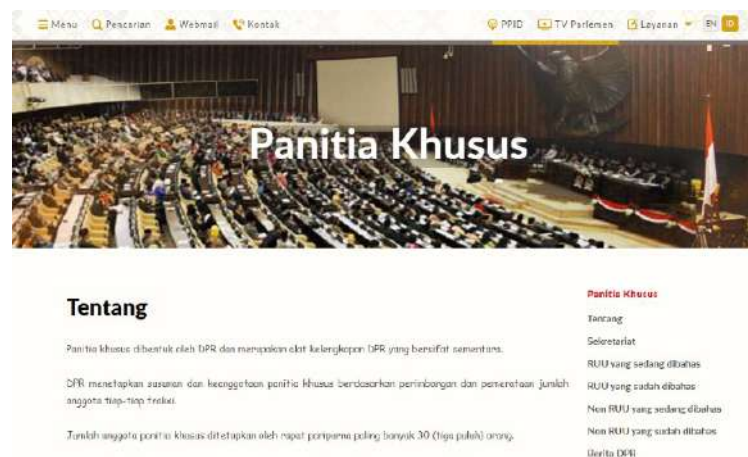 Menu Pencarian Webmail Kontak PPID TV Parlemen Layanan EN ID
Panitia Khusus
Tentang
Panitia khusus dibentuk oleh DPR dan merupakan alat kelengkapan DPR yang bersifat sementara.
DPR menetapkan susunan dan keanggotaan panitia khusus berdasarkan perimbangan dan pemerataan jumlah
anggota tiap-tiap fraksi.
Jumlah anggota panitia khusus ditetapkan oleh rapat paripurna paling banyak 30 (tiga puluh) orang.
Panitia Khusus
Tentang
Sekretariat
RUU yang sedang dibahas
RUU yang sudah dibahas
Non RUU yang sedang dibahas
Non RUU yang sudah dibahas
Berita DPR